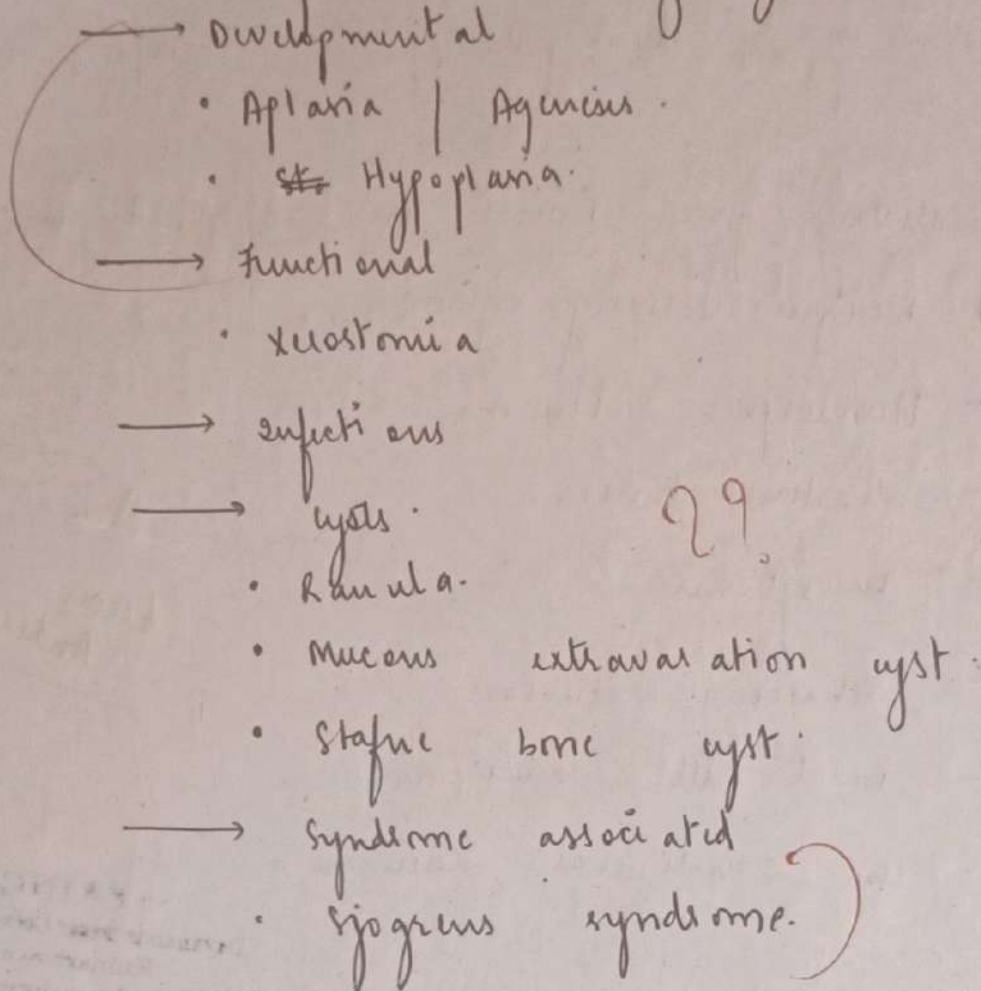 → Developmental
• Aplasia | Agenesis.
• Hypoplasia.
→ Functional
• Xerostomia
→ Infections
→ Cysts.
• Ranula.
• Mucous extravasation cyst.
• Stafne bone cyst.
→ Syndrome associated
• Sjogrens syndrome.